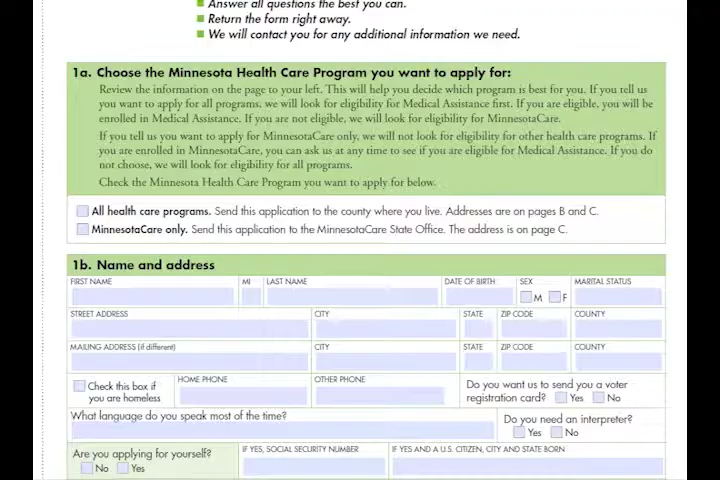 Answer all questions the best you can.
Return the form right away.
We will contact you for any additional information we need.
1a. Choose the Minnesota Health Care Program you want to apply for:
Review the information on the page to your left. This will help you decide which program is best for you. If you tell us
you want to apply for all programs, we will look for eligibility for Medical Assistance first. If you are eligible, you will be
enrolled in Medical Assistance. If you are not eligible, we will look for eligibility for MinnesotaCare.
If you tell us you want to apply for MinnesotaCare only, we will not look for eligibility for other health care programs. If
you are enrolled in MinnesotaCare, you can ask us at any time to see if you are eligible for Medical Assistance. If you do
not choose, we will look for eligibility for all programs.
Check the Minnesota Health Care Program you want to apply for below.
All health care programs. Send this application to the county where you live. Addresses are on pages B and C.
MinnesotaCare only. Send this application to the MinnesotaCare State Office. The address is on page C.
1b. Name and address
FIRST NAME MI LAST NAME DATE OF BIRTH SEX MARITAL STATUS
M F
STREET ADDRESS CITY STATE ZIP CODE COUNTY
MAILING ADDRESS (if different) CITY STATE ZIP CODE COUNTY
Check this box if you are homeless
HOME PHONE OTHER PHONE
Do you want us to send you a voter
registration card? Yes No
What language do you speak most of the time?
Do you need an interpreter?
Yes No
Are you applying for yourself?
No Yes
IF YES, SOCIAL SECURITY NUMBER
IF YES AND A U.S. CITIZEN, CITY AND STATE BORN